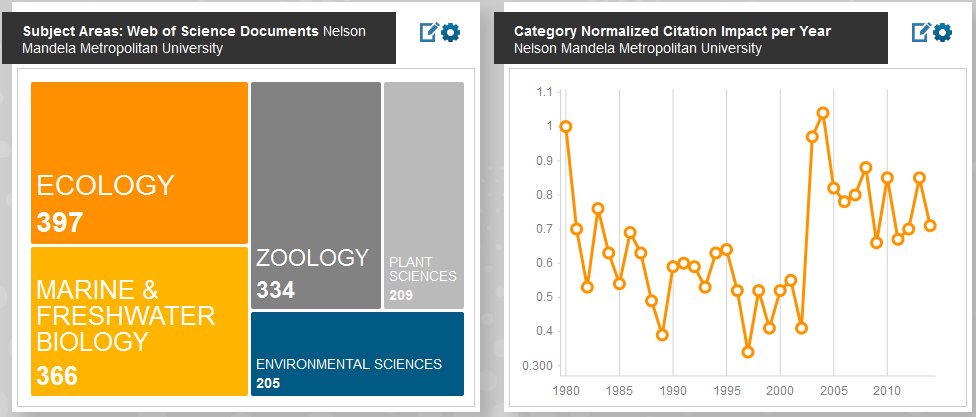 Subject Areas: Web of Science Documents Nelson
Mandela Metropolitan University
ECOLOGY
397
MARINE &
FRESHWATER
BIOLOGY
366
ZOOLOGY
334
PLANT
SCIENCES
209
ENVIRONMENTAL SCIENCES
205
Category Normalized Citation Impact per Year
Nelson Mandela Metropolitan University
1.1
1
0.9
0.8
0.7
0.6
0.5
0.4
0.300
1980 1985 1990 1995 2000 2005 2010